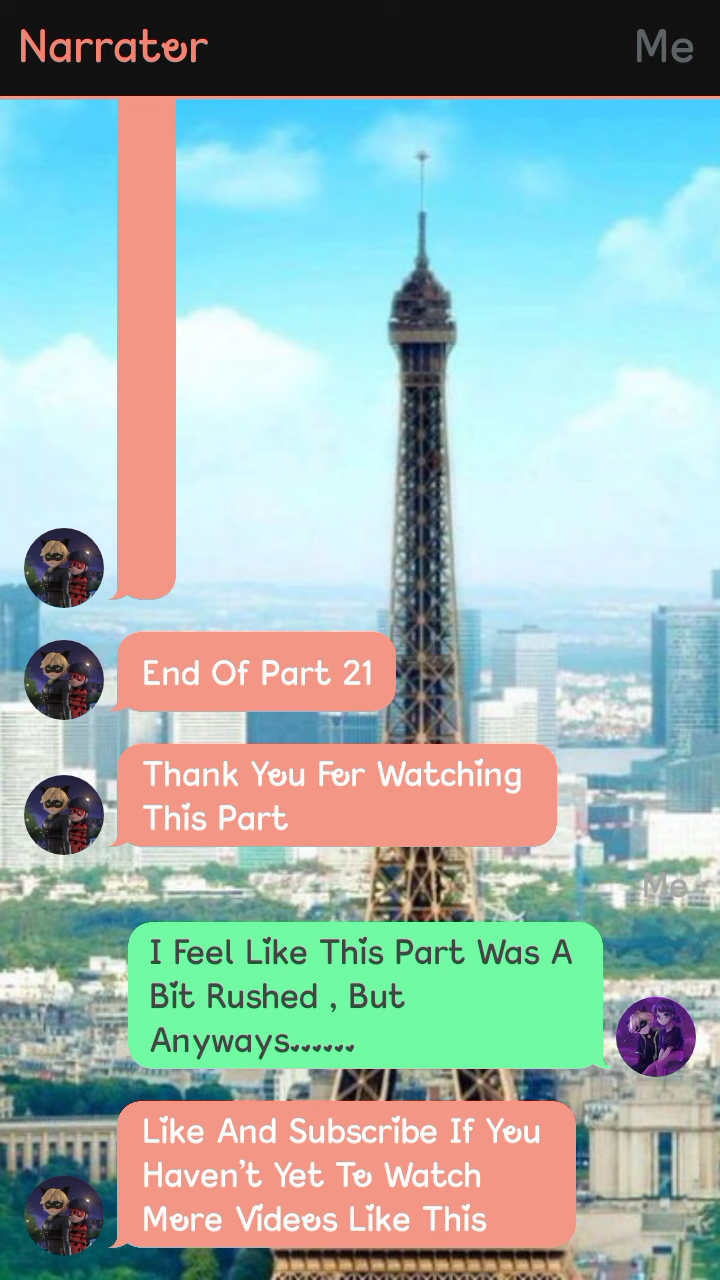 Narrator
Me
End Of Part 21
Thank You For Watching
This Part
Me
I Feel Like This Part Was A
Bit Rushed , But
Anyways......
Like And Subscribe If You
Haven't Yet To Watch
More Videos Like This